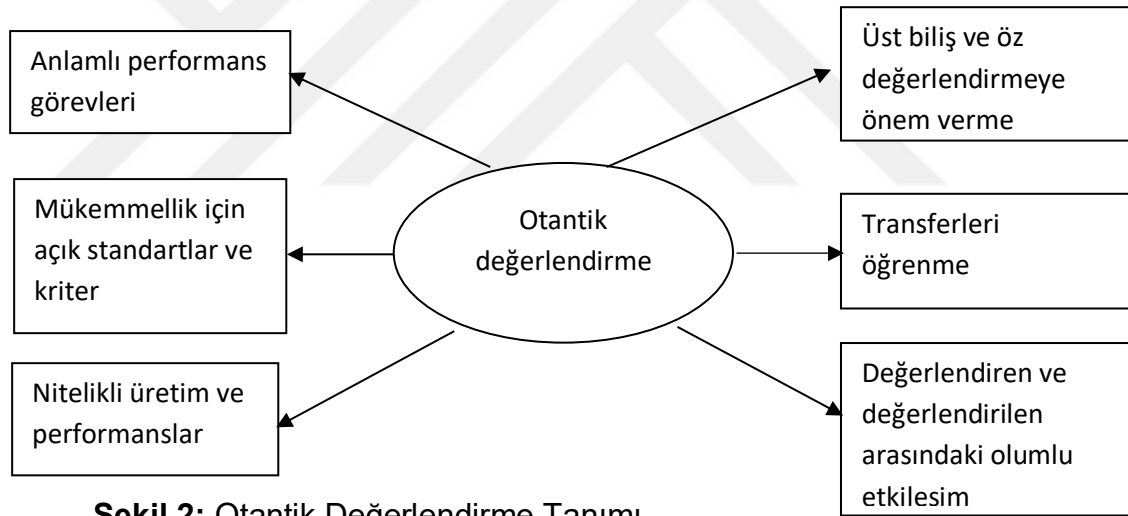 Anlamlı performans
görevleri
Üst biliş ve öz
değerlendirmeye
önem verme
Mükemmellik için
açık standartlar ve
kriter
Otantik
değerlendirme
Transferleri
öğrenme
Nitelikli üretim ve
performanslar
Değerlendiren ve
değerlendirilen
arasındaki olumlu
etkileşim
Şekil 2: Otantik Değerlendirme Tanımı